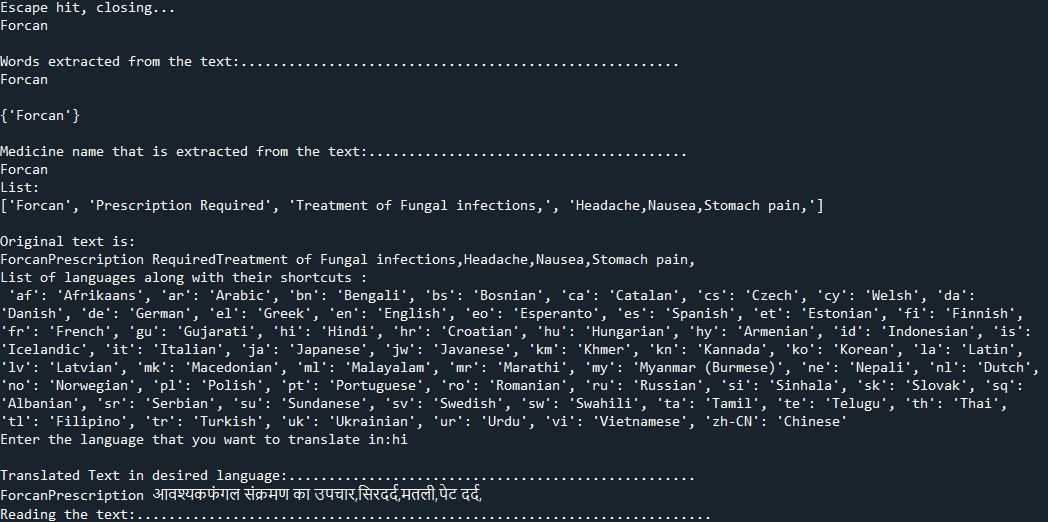 Escape hit, closing...
Forcan
Words extracted from the text:.......................................................
Forcan
{'Forcan'}
Medicine name that is extracted from the text:........................................
Forcan
List:
['Forcan', 'Prescription Required', 'Treatment of Fungal infections,', 'Headache,Nausea,Stomach pain,']
Original text is:
ForcanPrescription RequiredTreatment of Fungal infections,Headache,Nausea,Stomach pain,
List of languages along with their shortcuts :
'af': 'Afrikaans', 'ar': 'Arabic', 'bn': 'Bengali', 'bs': 'Bosnian', 'ca': 'Catalan', 'cs': 'Czech', 'cy': 'Welsh', 'da':
'Danish', 'de': 'German', 'el': 'Greek', 'en': 'English', 'eo': 'Esperanto', 'es': 'Spanish', 'et': 'Estonian', 'fi': 'Finnish',
'fr': 'French', 'gu': 'Gujarati', 'hi': 'Hindi', 'hr': 'Croatian', 'hu': 'Hungarian', 'hy': 'Armenian', 'id': 'Indonesian', 'is':
'Icelandic', 'it': 'Italian', 'ja': 'Japanese', 'jw': 'Javanese', 'km': 'Khmer', 'kn': 'Kannada', 'ko': 'Korean', 'la': 'Latin',
'lv': 'Latvian', 'mk': 'Macedonian', 'ml': 'Malayalam', 'mr': 'Marathi', 'my': 'Myanmar (Burmese)', 'ne': 'Nepali', 'nl': 'Dutch',
'no': 'Norwegian', 'pl': 'Polish', 'pt': 'Portuguese', 'ro': 'Romanian', 'ru': 'Russian', 'si': 'Sinhala', 'sk': 'Slovak', 'sq':
'Albanian', 'sr': 'Serbian', 'su': 'Sundanese', 'sv': 'Swedish', 'sw': 'Swahili', 'ta': 'Tamil', 'te': 'Telugu', 'th': 'Thai',
'tl': 'Filipino', 'tr': 'Turkish', 'uk': 'Ukrainian', 'ur': 'Urdu', 'vi': 'Vietnamese', 'zh-CN': 'Chinese'
Enter the language that you want to translate in:hi
Translated Text in desired language:...................................................
ForcanPrescription आवश्यकफंगल संक्रमण का उपचार,सिरदर्द,मतली,पेट दर्द,
Reading the text:........................................................................